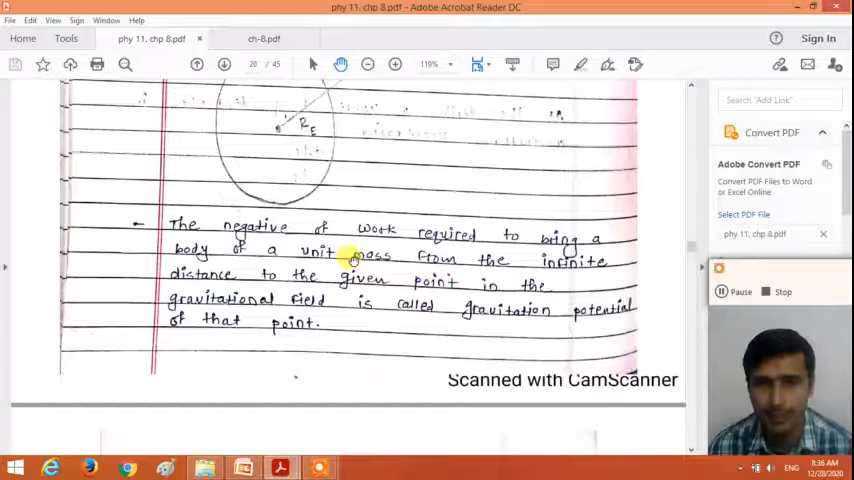 phy 11. chp 8.pdf - Adobe Acrobat Reader DC
File Edit View Sign Window Help
Home Tools phy 11. chp 8.pdf × ch-8.pdf ? Sign In
20 / 45 119%
RE
Search "Add Link"
Convert PDF
Adobe Convert PDF
Convert PDF Files to Word
or Excel Online
Select PDF File
phy 11. chp 8.pdf ×
- The negative of work required to bring a
body of a unit mass from the infinite
distance to the given point in the
gravitational field is called gravitation potential
of that point.
Scanned with CamScanner
Pause Stop
ENG
9:36 AM
12/28/2020